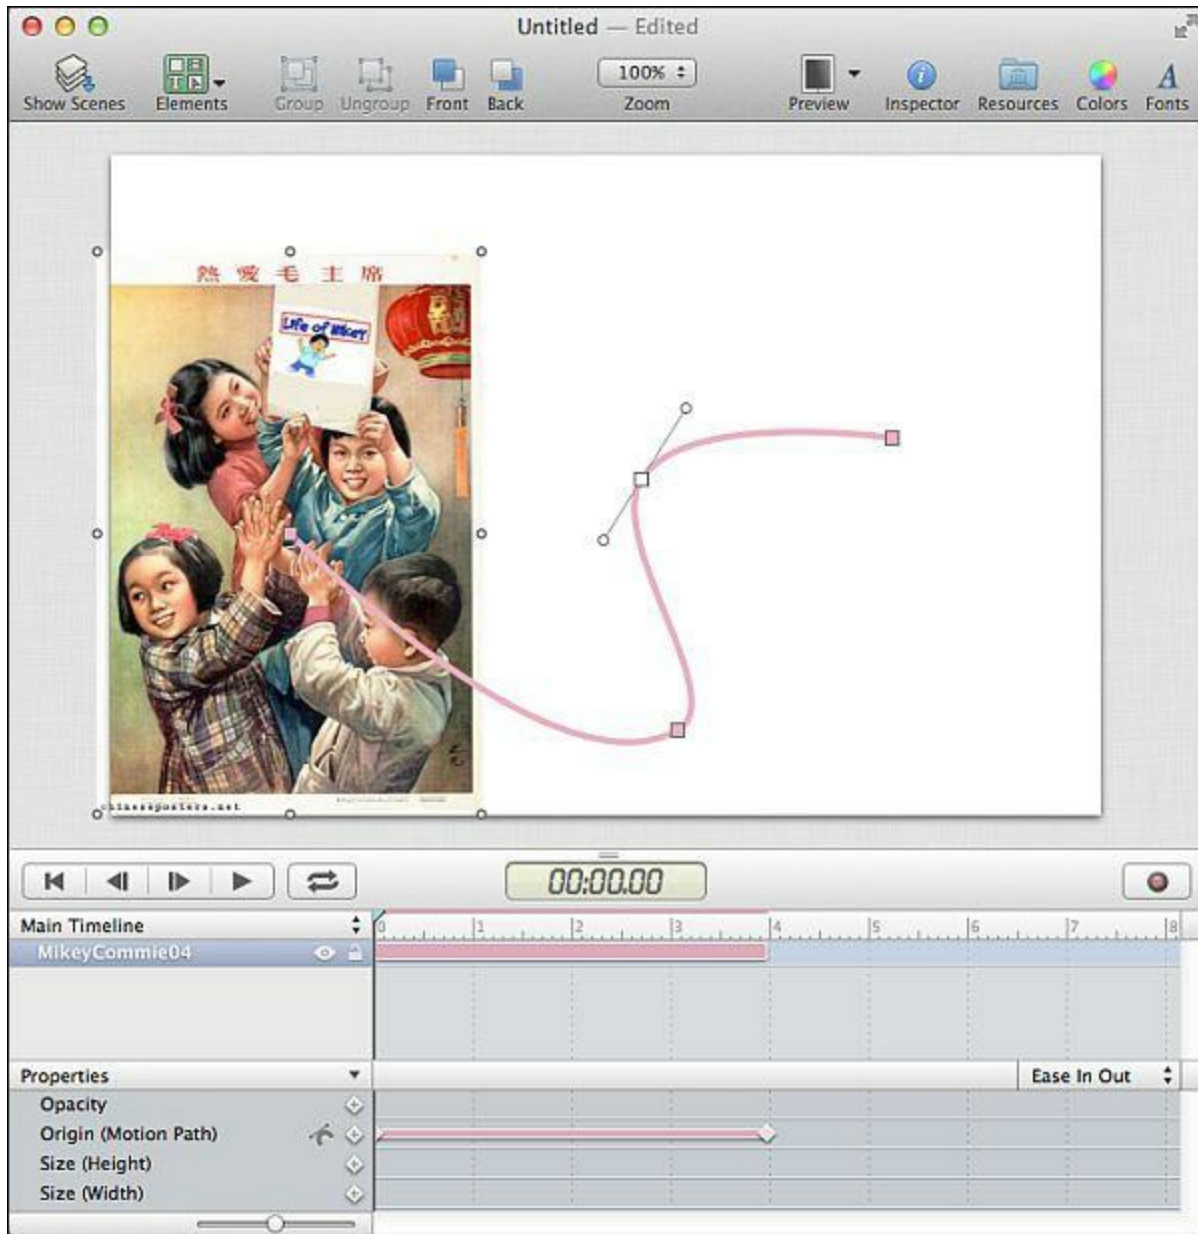 Untitled — Edited
Show Scenes Elements Group Ungroup Front Back 100% Zoom Preview Inspector Resources Colors Fonts
熱愛毛主席
Life of Mikey
chineseposters.net
00:00.00
Main Timeline 0 1 2 3 4 5 6 7 8
MikeyCommie04
Properties Ease In Out
Opacity
Origin (Motion Path)
Size (Height)
Size (Width)